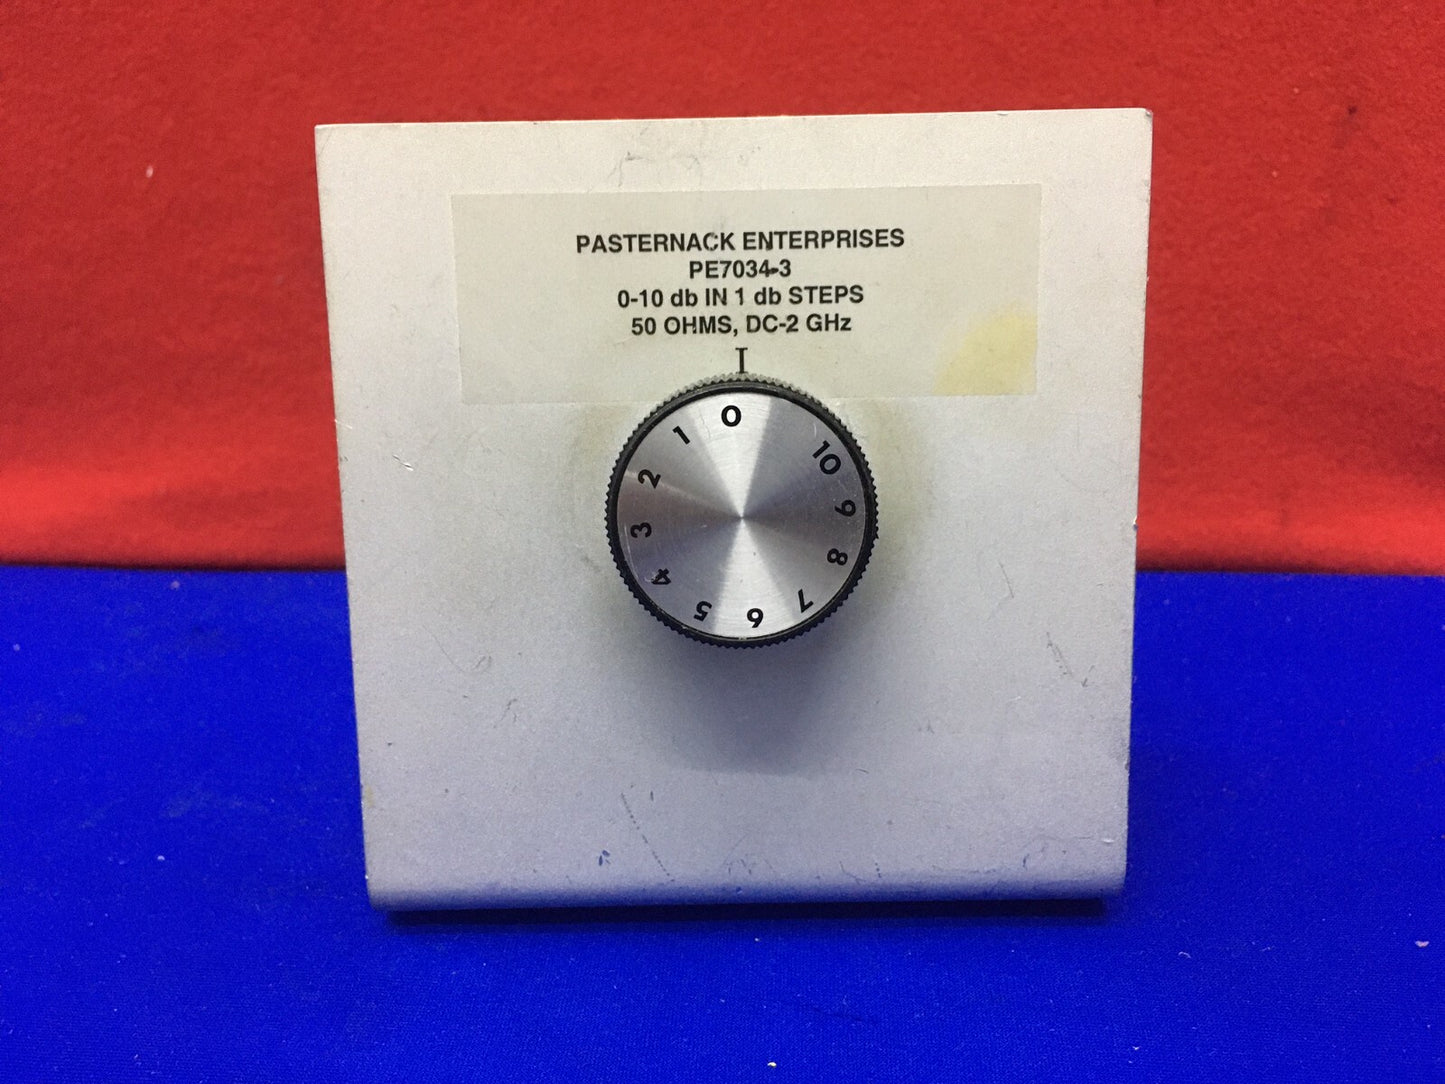 PASTERNACK ENTERPRISES
PE7034-3
0-10 db IN 1 db STEPS
50 OHMS, DC-2 GHz
0
1
2
3
4
5
6
7
8
9
10